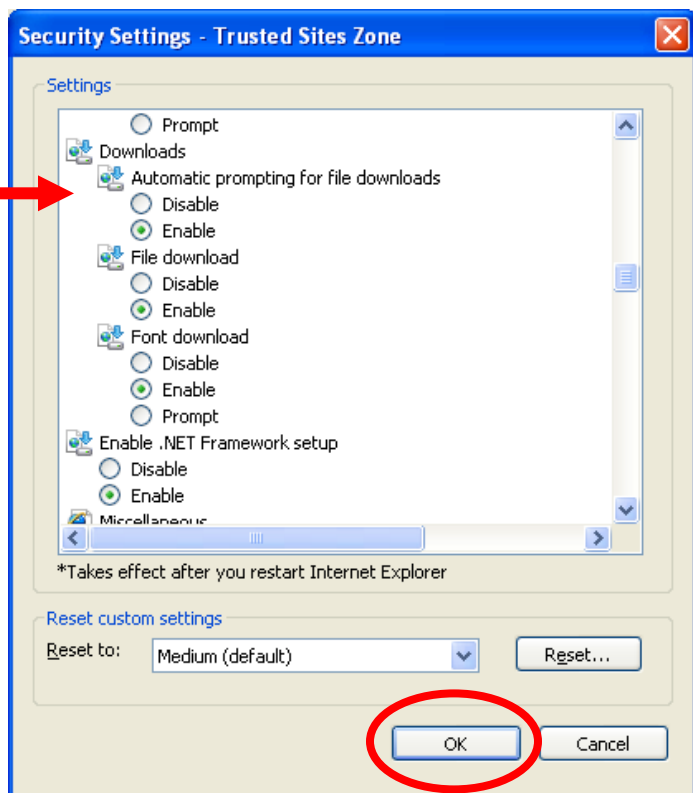 Security Settings - Trusted Sites Zone
Settings
Prompt
Downloads
Automatic prompting for file downloads
Disable
Enable
File download
Disable
Enable
Font download
Disable
Enable
Prompt
Enable .NET Framework setup
Disable
Enable
Miscellaneous
*Takes effect after you restart Internet Explorer
Reset custom settings
Reset to: Medium (default) Reset...
OK Cancel